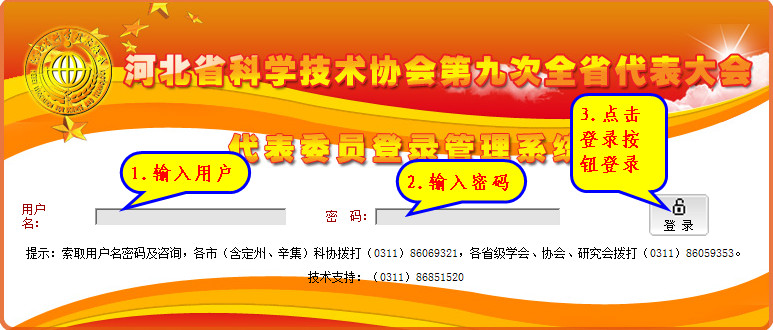 河北省科学技术协会第九次全省代表大会
代表委员登录管理系统
1.输入用户
2.输入密码
3.点击
登录按
钮登录
用户
名：
密 码：
登 录
提示：索取用户名密码及咨询，各市（含定州、辛集）科协拨打（0311）86069321，各省级学会、协会、研究会拨打（0311）86059353。
技术支持：（0311）86851520